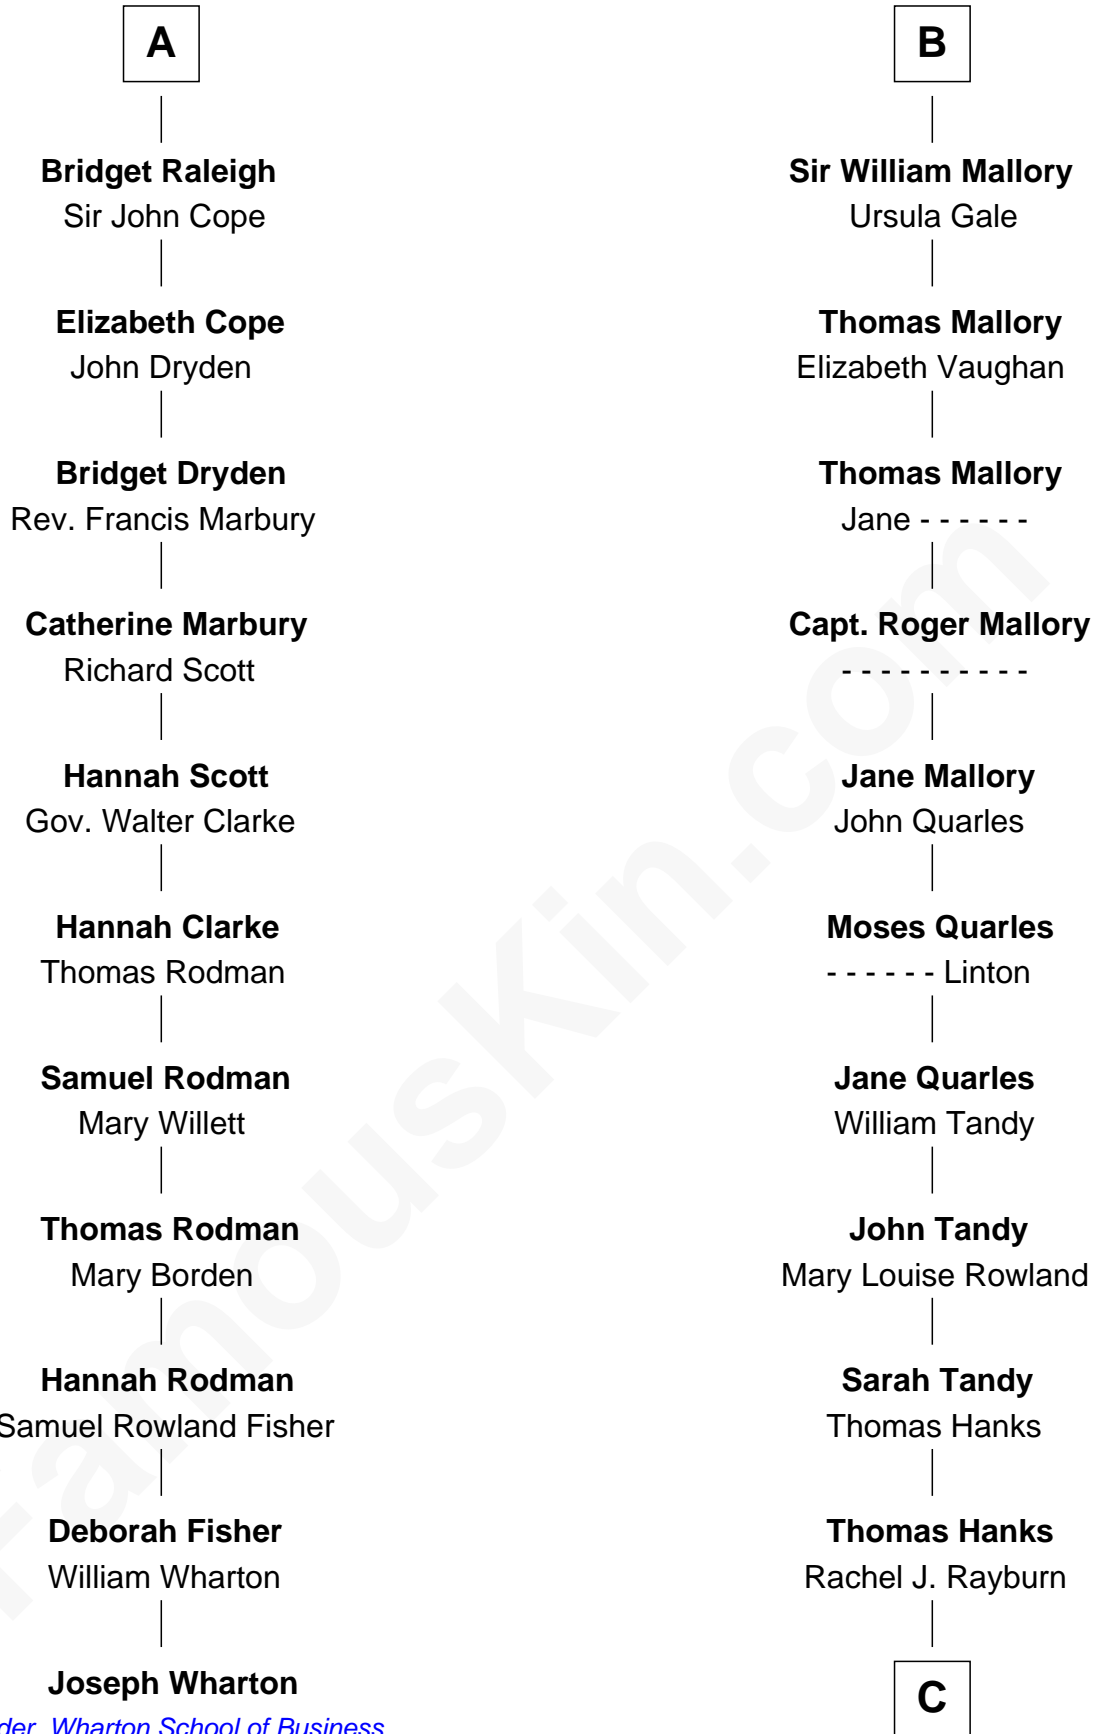 A
Bridget Raleigh
Sir John Cope
Elizabeth Cope
John Dryden
Bridget Dryden
Rev. Francis Marbury
Catherine Marbury
Richard Scott
Hannah Scott
Gov. Walter Clarke
Hannah Clarke
Thomas Rodman
Samuel Rodman
Mary Willett
Thomas Rodman
Mary Borden
Hannah Rodman
Samuel Rowland Fisher
Deborah Fisher
William Wharton
Joseph Wharton
Wharton School of Business
B
Sir William Mallory
Ursula Gale
Thomas Mallory
Elizabeth Vaughan
Thomas Mallory
Jane - - - - - -
Capt. Roger Mallory
- - - - - - - - - -
Jane Mallory
John Quarles
Moses Quarles
- - - - - - Linton
Jane Quarles
William Tandy
John Tandy
Mary Louise Rowland
Sarah Tandy
Thomas Hanks
Thomas Hanks
Rachel J. Rayburn
C
FamousKin.com